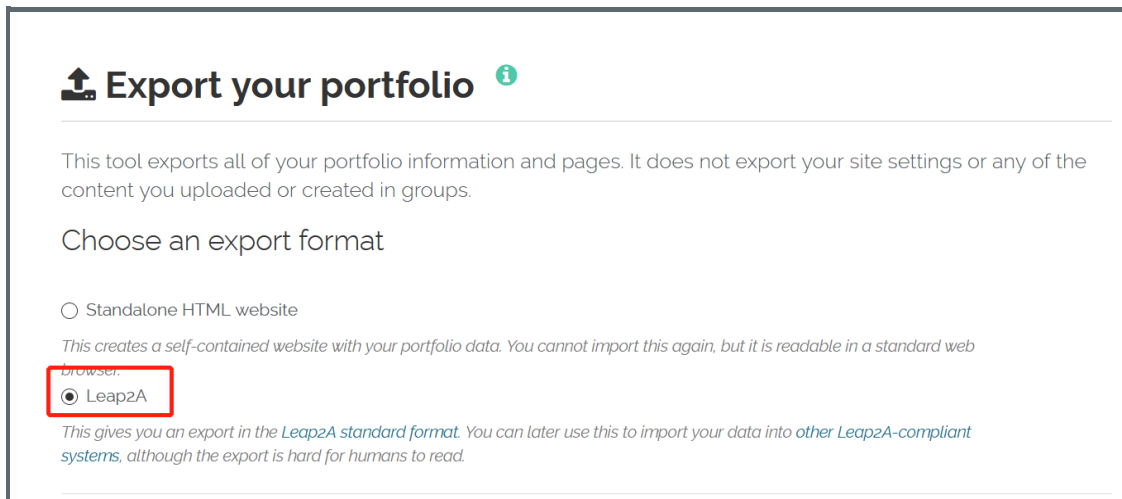 Export your portfolio
This tool exports all of your portfolio information and pages. It does not export your site settings or any of the
content you uploaded or created in groups.
Choose an export format
Standalone HTML website
This creates a self-contained website with your portfolio data. You cannot import this again, but it is readable in a standard web
browser.
Leap2A
This gives you an export in the Leap2A standard format. You can later use this to import your data into other Leap2A-compliant
systems, although the export is hard for humans to read.